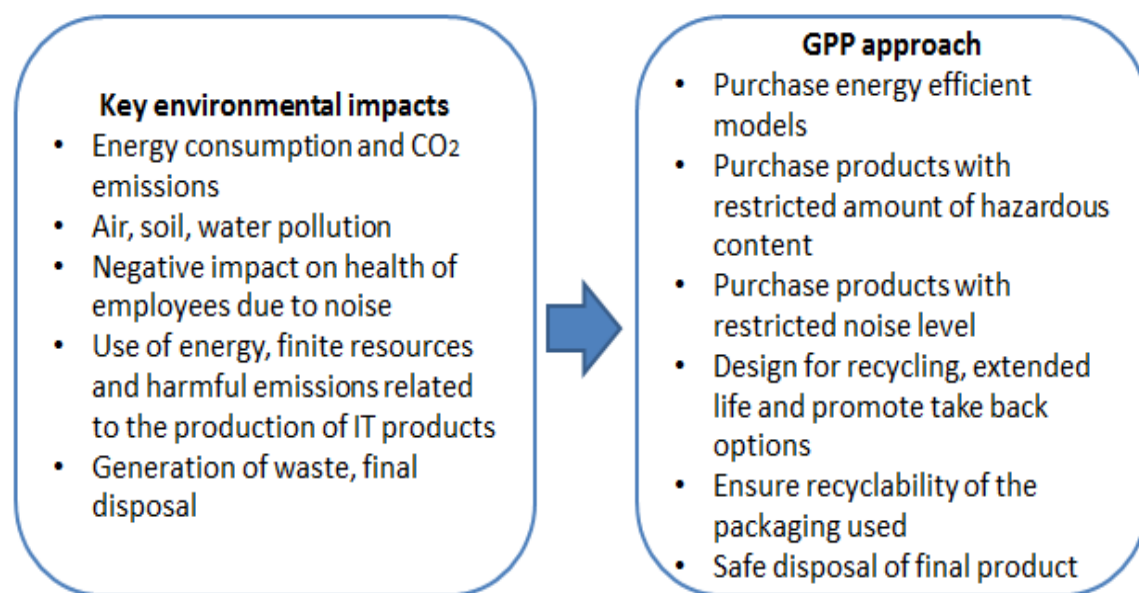 Key environmental impacts
• Energy consumption and CO2
emissions
• Air, soil, water pollution
• Negative impact on health of
employees due to noise
• Use of energy, finite resources
and harmful emissions related
to the production of IT products
• Generation of waste, final
disposal
GPP approach
• Purchase energy efficient
models
• Purchase products with
restricted amount of hazardous
content
• Purchase products with
restricted noise level
• Design for recycling, extended
life and promote take back
options
• Ensure recyclability of the
packaging used
• Safe disposal of final product